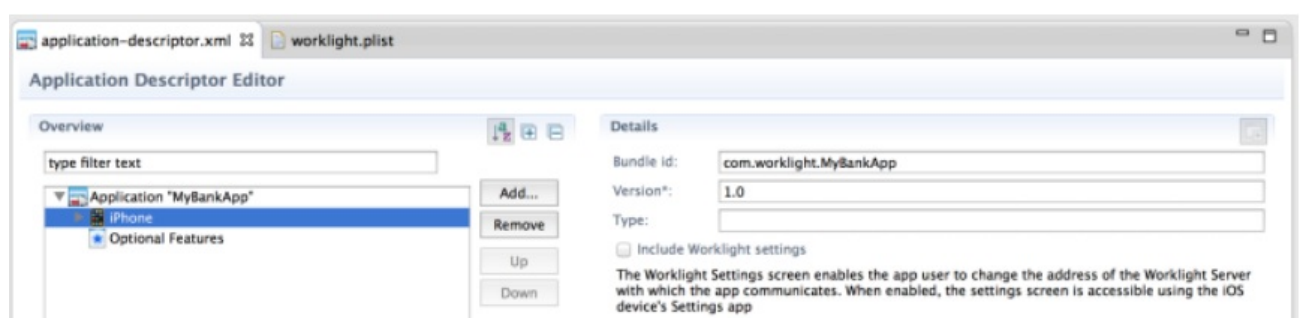 application-descriptor.xml worklight.plist
Application Descriptor Editor
Overview
type filter text
Application "MyBankApp"
iPhone
Optional Features
Add...
Remove
Up
Down
Details
Bundle id: com.worklight.MyBankApp
Version*: 1.0
Type:
Include Worklight settings
The Worklight Settings screen enables the app user to change the address of the Worklight Server
with which the app communicates. When enabled, the settings screen is accessible using the iOS
device's Settings app